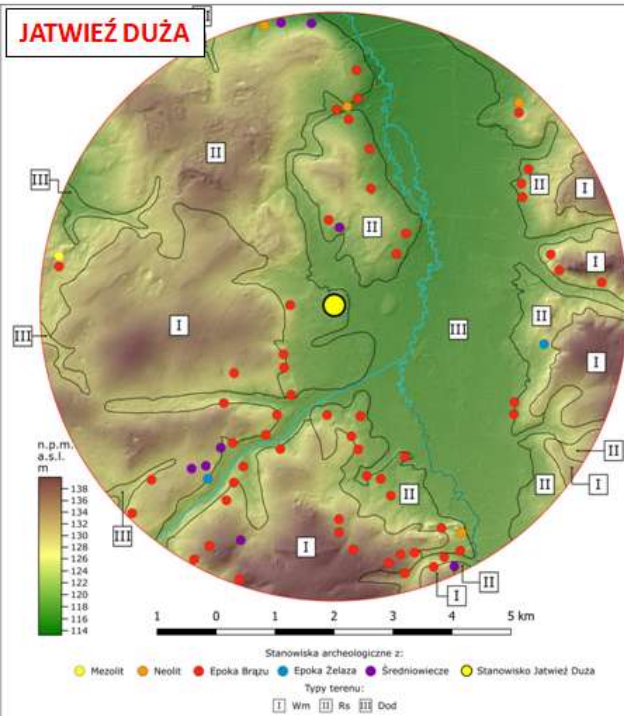 JATWIEŹ DUŻA
II
II
II
III
I
II
I
I
II
III
I
III
I
II
I
II
II
III
I
I
II
n.p.m.
a.s.l.
m
138
136
134
132
130
128
126
124
122
120
118
116
114
1 0 1 2 3 4 5 km
Stanowiska archeologiczne z:
Mezolit Neolit Epoka Brązu Epoka Żelaza Średniowiecze Stanowisko Jatwież Duża
Typy terenu:
I Wm II Rs III Dod